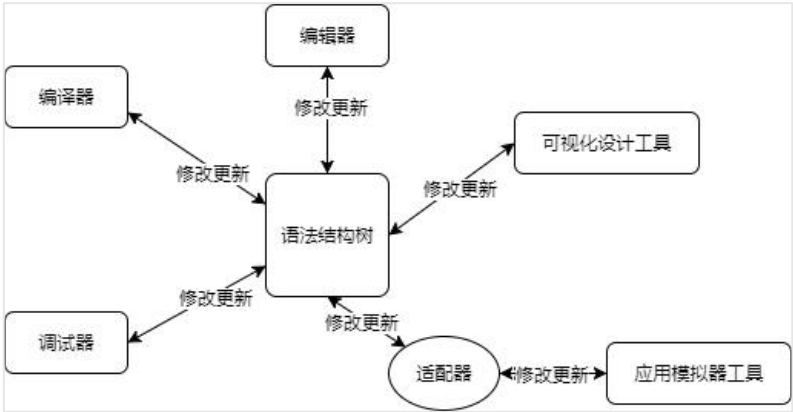 编辑器
修改更新
编译器
修改更新
可视化设计工具
修改更新
语法结构树
修改更新
调试器
修改更新
适配器
修改更新
应用模拟器工具